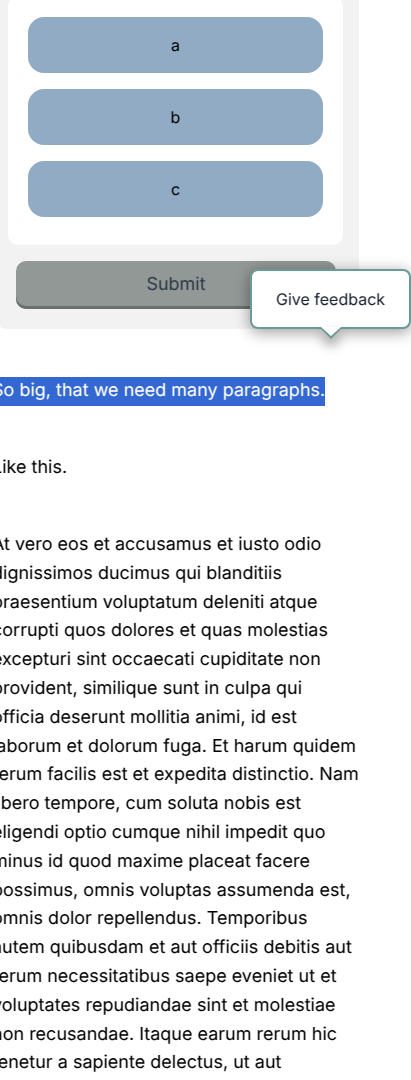 a
b
c
Submit
Give feedback
So big, that we need many paragraphs.
Like this.
At vero eos et accusamus et iusto odio
dignissimos ducimus qui blanditiis
praesentium voluptatum deleniti atque
corrupti quos dolores et quas molestias
excepturi sint occaecati cupiditate non
provident, similique sunt in culpa qui
officia deserunt mollitia animi, id est
laborum et dolorum fuga. Et harum quidem
rerum facilis est et expedita distinctio. Nam
libero tempore, cum soluta nobis est
eligendi optio cumque nihil impedit quo
minus id quod maxime placeat facere
possimus, omnis voluptas assumenda est,
omnis dolor repellendus. Temporibus
autem quibusdam et aut officiis debitis aut
rerum necessitatibus saepe eveniet ut et
voluptates repudiandae sint et molestiae
non recusandae. Itaque earum rerum hic
tenetur a sapiente delectus, ut aut